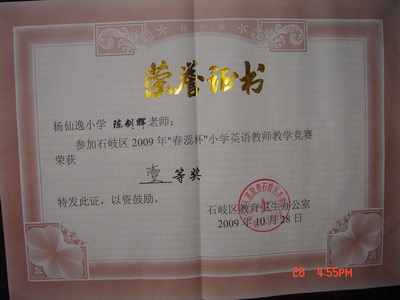 荣誉证书
杨仙逸小学 陈剑辉老师：
参加石岐区2009年"春蕊杯"小学英语教师教学竞赛
荣获
壹等奖
特发此证，以资鼓励。
石岐区教育卫生办公室
2009年10月28日
28 4:55PM